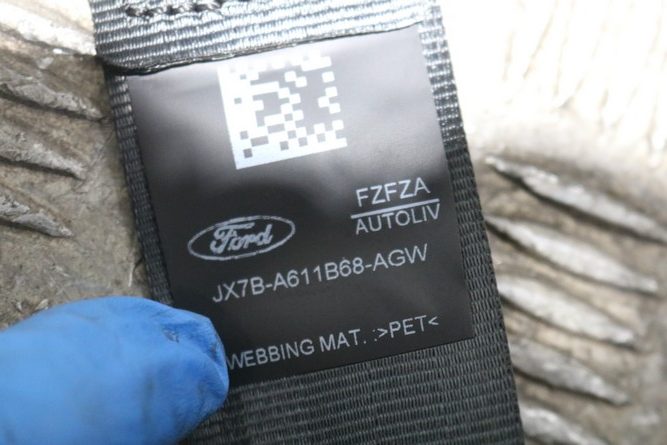 FZFZA
AUTOLIV
Ford
JX7B-A611B68-AGW
WEBBING MAT. :>PET<